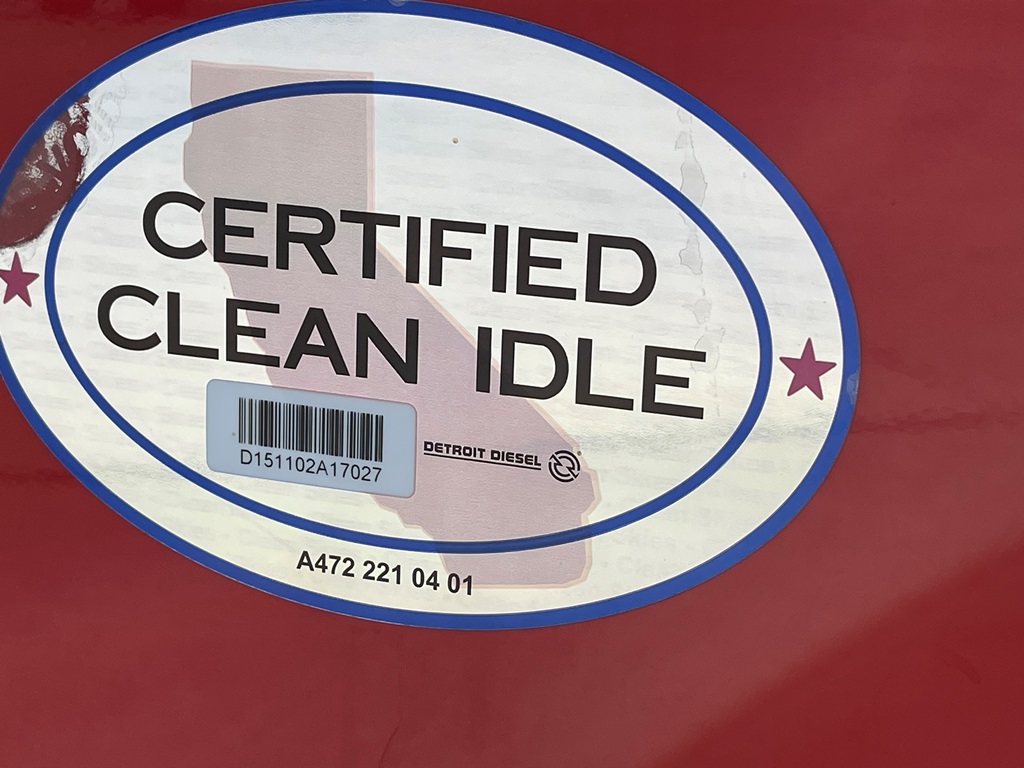 CERTIFIED
CLEAN IDLE
D151102A17027
DETROIT DIESEL
A472 221 04 01